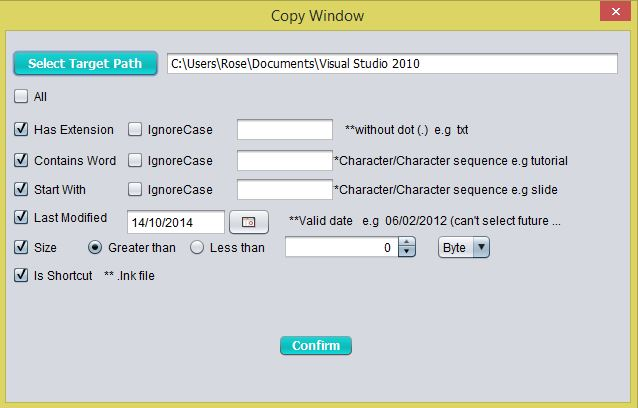 Copy Window
Select Target Path C:\Users\Rose\Documents\Visual Studio 2010
All
Has Extension IgnoreCase **without dot (.) e.g txt
Contains Word IgnoreCase *Character/Character sequence e.g tutorial
Start With IgnoreCase *Character/Character sequence e.g slide
Last Modified 14/10/2014 **Valid date e.g 06/02/2012 (can't select future ...
Size Greater than Less than 0 Byte
Is Shortcut ** .lnk file
Confirm